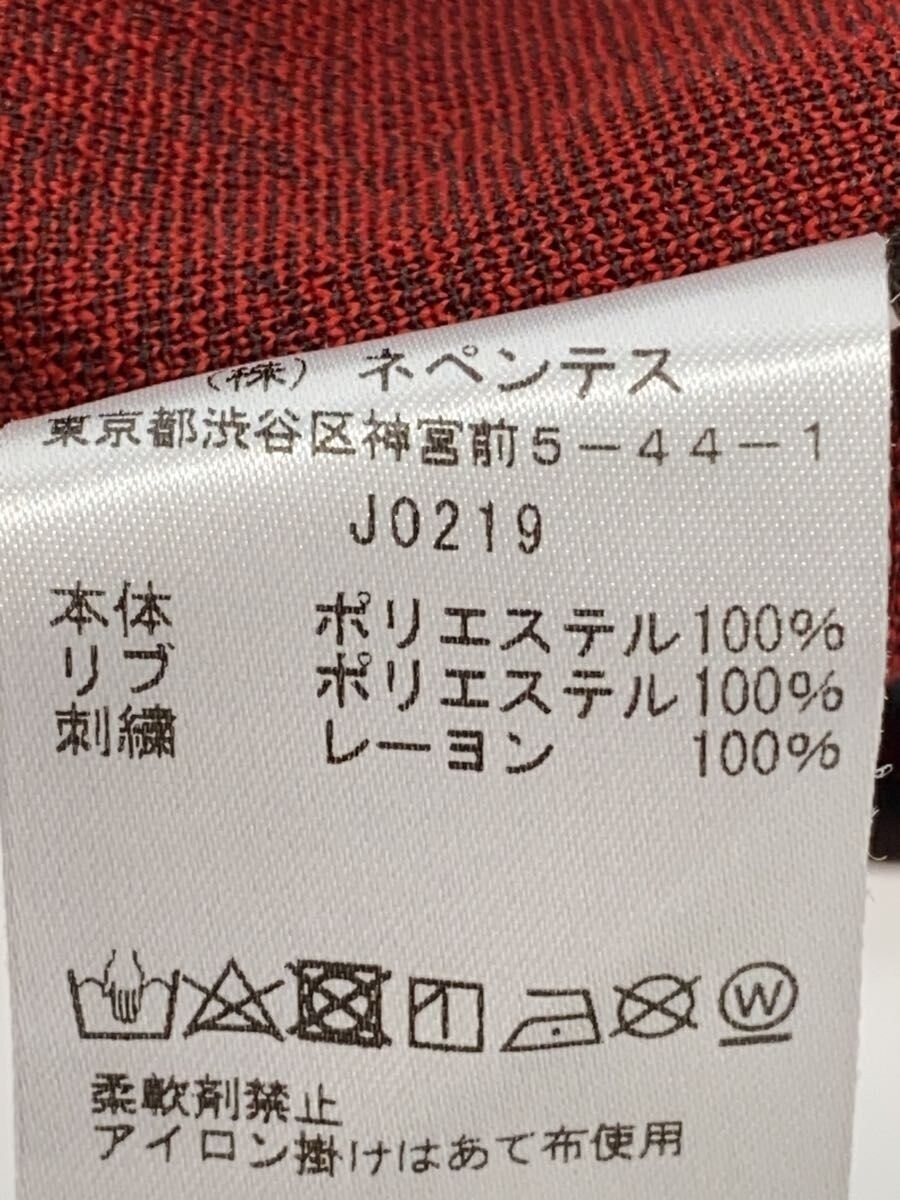 (株) ネペンテス
東京都渋谷区神宮前5-44-1
J0219
本体 ポリエステル100%
リブ ポリエステル100%
刺繍 レーヨン 100%
W
柔軟剤禁止
アイロン掛けはあて布使用